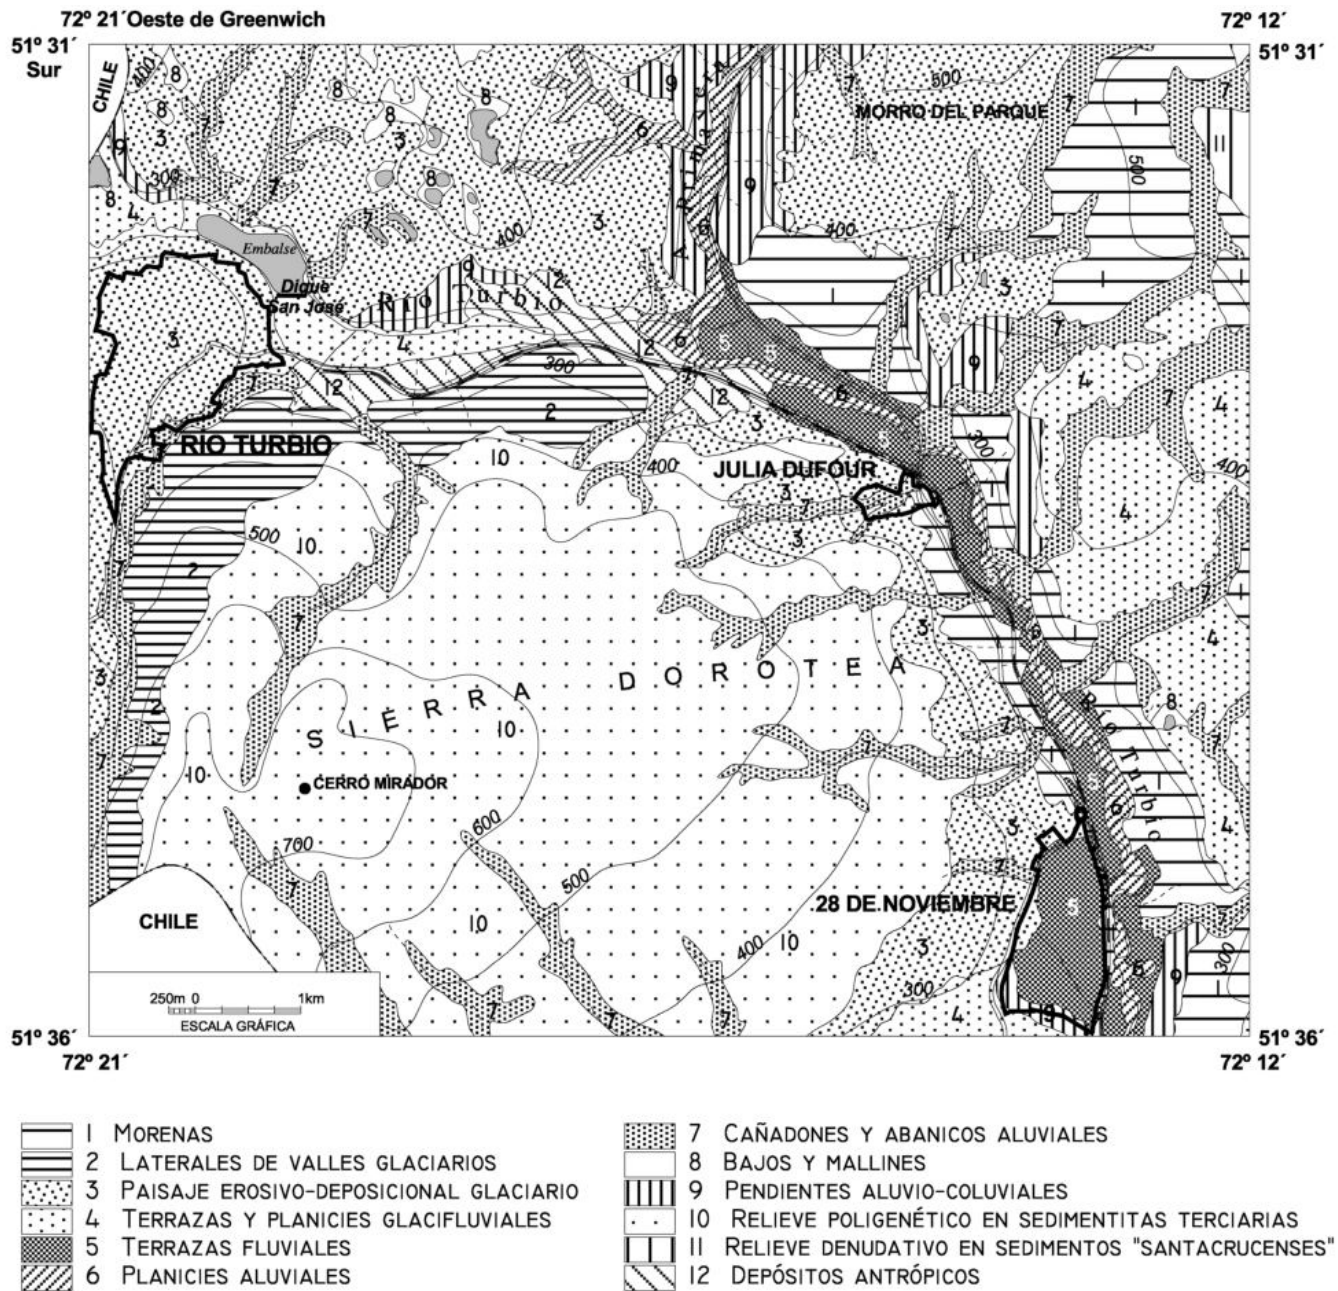 72º 21´Oeste de Greenwich
72º 12´
51º 31´
Sur
51º 31´
CHILE
MORRO DEL PARQUE
A. Primavera
Embalse
Dique
San José
Río Turbio
RIO TURBIO
JULIA DUFOUR
SIERRA DOROTEA
CERRO MIRADOR
Río Turbio
28 DE NOVIEMBRE
CHILE
250m 0 1km
ESCALA GRÁFICA
51º 36´
51º 36´
72º 21´
72º 12´
1 MORENAS
2 LATERALES DE VALLES GLACIARIOS
3 PAISAJE EROSIVO-DEPOSICIONAL GLACIARIO
4 TERRAZAS Y PLANICIES GLACIFLUVIALES
5 TERRAZAS FLUVIALES
6 PLANICIES ALUVIALES
7 CAÑADONES Y ABANICOS ALUVIALES
8 BAJOS Y MALLINES
9 PENDIENTES ALUVIO-COLUVIALES
10 RELIEVE POLIGENÉTICO EN SEDIMENTITAS TERCIARIAS
11 RELIEVE DENUDATIVO EN SEDIMENTOS "SANTACRUCENSES"
12 DEPÓSITOS ANTRÓPICOS